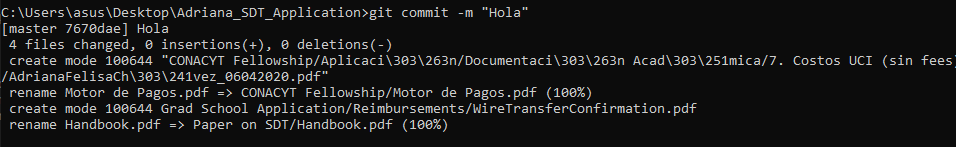 C:\Users\asus\Desktop\Adriana_SDT_Application>git commit -m "Hola"
[master 7670dae] Hola
 4 files changed, 0 insertions(+), 0 deletions(-)
 create mode 100644 "CONACYT Fellowship/Aplicaci\303\263n/Documentaci\303\263n Acad\303\251mica/7. Costos UCI (sin fees)
/AdrianaFelisaCh\303\241vez_06042020.pdf"
 rename Motor de Pagos.pdf => CONACYT Fellowship/Motor de Pagos.pdf (100%)
 create mode 100644 Grad School Application/Reimbursements/WireTransferConfirmation.pdf
 rename Handbook.pdf => Paper on SDT/Handbook.pdf (100%)